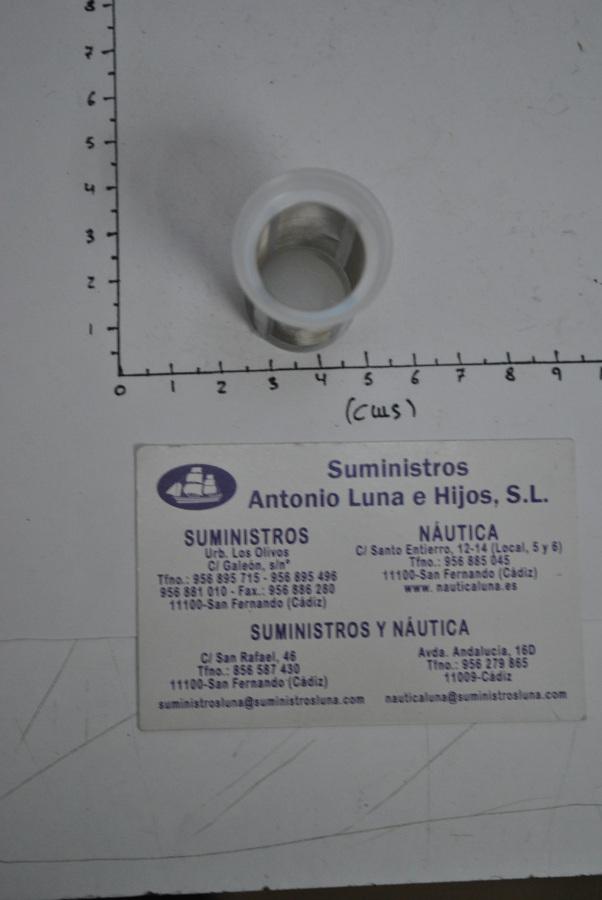 8
7
6
5
4
3
2
1
0 1 2 3 4 5 6 7 8 9
(cms)
Suministros
Antonio Luna e Hijos, S.L.
SUMINISTROS
Urb. Los Olivos
C/ Galeón, s/nº
Tfno.: 956 895 715 - 956 895 496
956 881 010 - Fax.: 956 886 260
11100-San Fernando (Cádiz)
NÁUTICA
C/ Santo Entierro, 12-14 (Local, 5 y 6)
Tfno.: 956 885 045
11100-San Fernando (Cádiz)
www. nauticaluna.es
SUMINISTROS Y NÁUTICA
C/ San Rafael, 46
Tfno.: 856 587 430
11100-San Fernando (Cádiz)
suministrosluna@suministrosluna.com
Avda. Andalucía, 16D
Tfno.: 956 279 865
11009-Cádiz
nauticaluna@suministrosluna.com